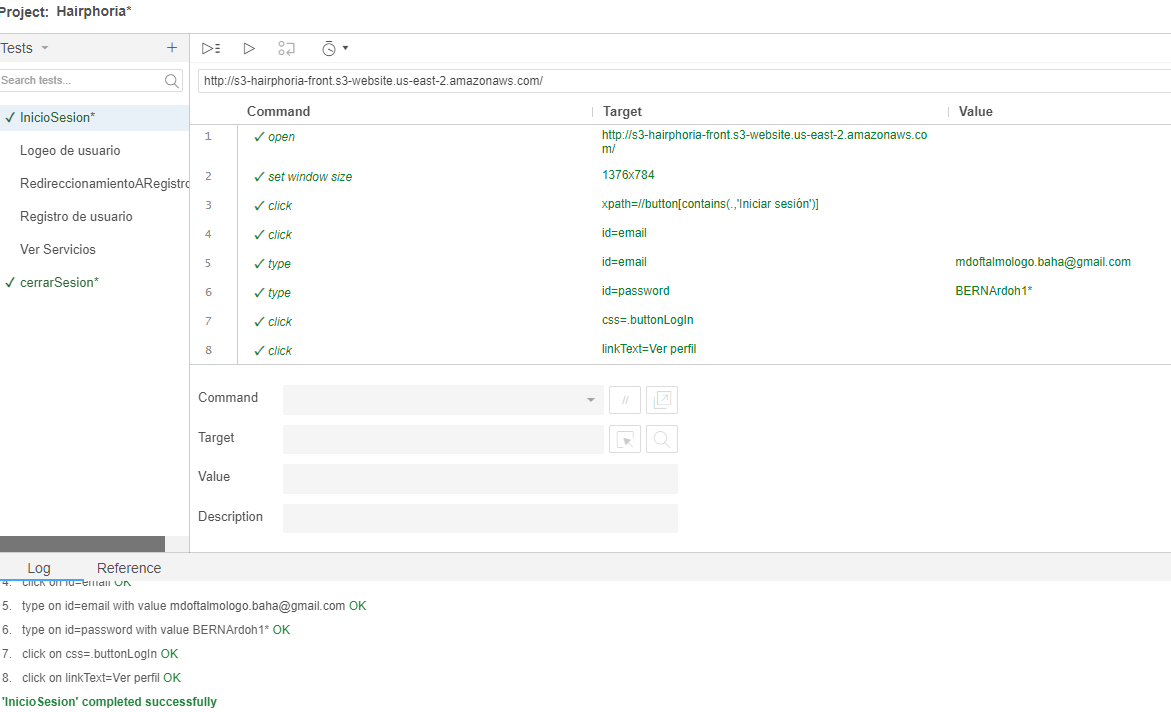 Project: Hairphoria*
Tests
+
Search tests...
http://s3-hairphoria-front.s3-website.us-east-2.amazonaws.com/
Command Target Value
✓ InicioSesion*
Logeo de usuario
RedireccionamientoARegistro
Registro de usuario
Ver Servicios
✓ cerrarSesion*
1 ✓ open http://s3-hairphoria-front.s3-website.us-east-2.amazonaws.co
m/
2 ✓ set window size 1376x784
3 ✓ click xpath=//button[contains(.,'Iniciar sesión')]
4 ✓ click id=email
5 ✓ type id=email mdoftalmologo.baha@gmail.com
6 ✓ type id=password BERNArdoh1*
7 ✓ click css=.buttonLogIn
8 ✓ click linkText=Ver perfil
Command //
Target
Value
Description
Log Reference
4. click on id=email OK
5. type on id=email with value mdoftalmologo.baha@gmail.com OK
6. type on id=password with value BERNArdoh1* OK
7. click on css=.buttonLogIn OK
8. click on linkText=Ver perfil OK
'InicioSesion' completed successfully